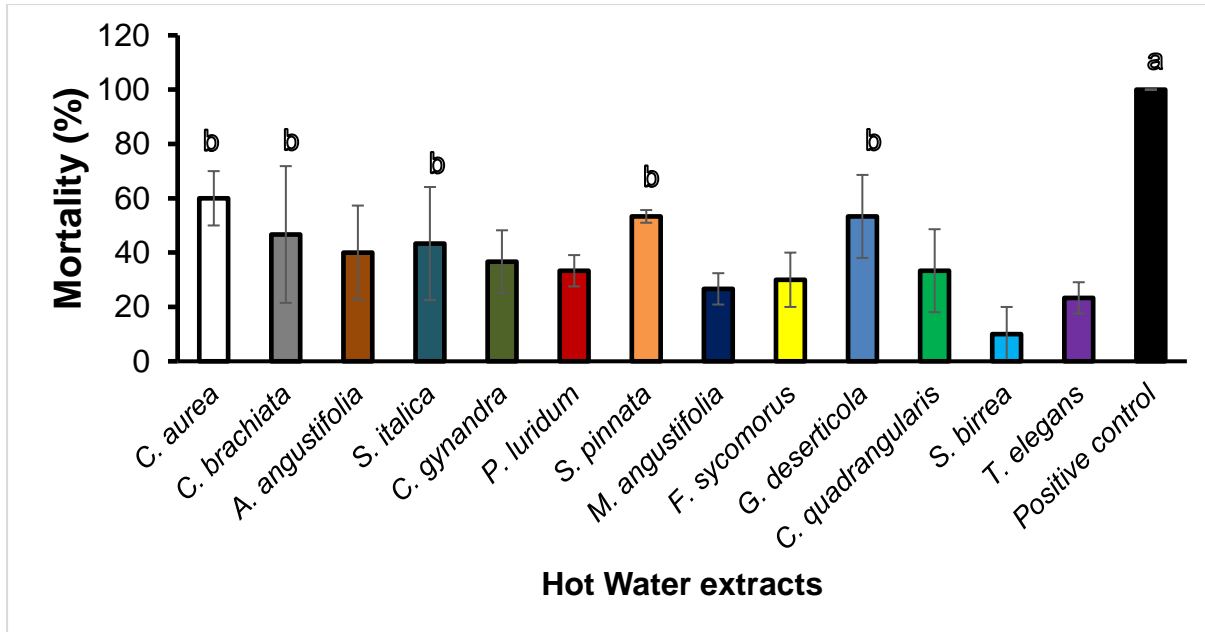 Mortality (%)
120
100
80
60
40
20
0
b
b
b
b
b
a
C. aurea
C. brachiata
A. angustifolia
S. italica
C. gynandra
P. luridum
S. pinnata
M. angustifolia
F. sycomorus
G. deserticola
C. quadrangularis
S. birrea
T. elegans
Positive control
Hot Water extracts